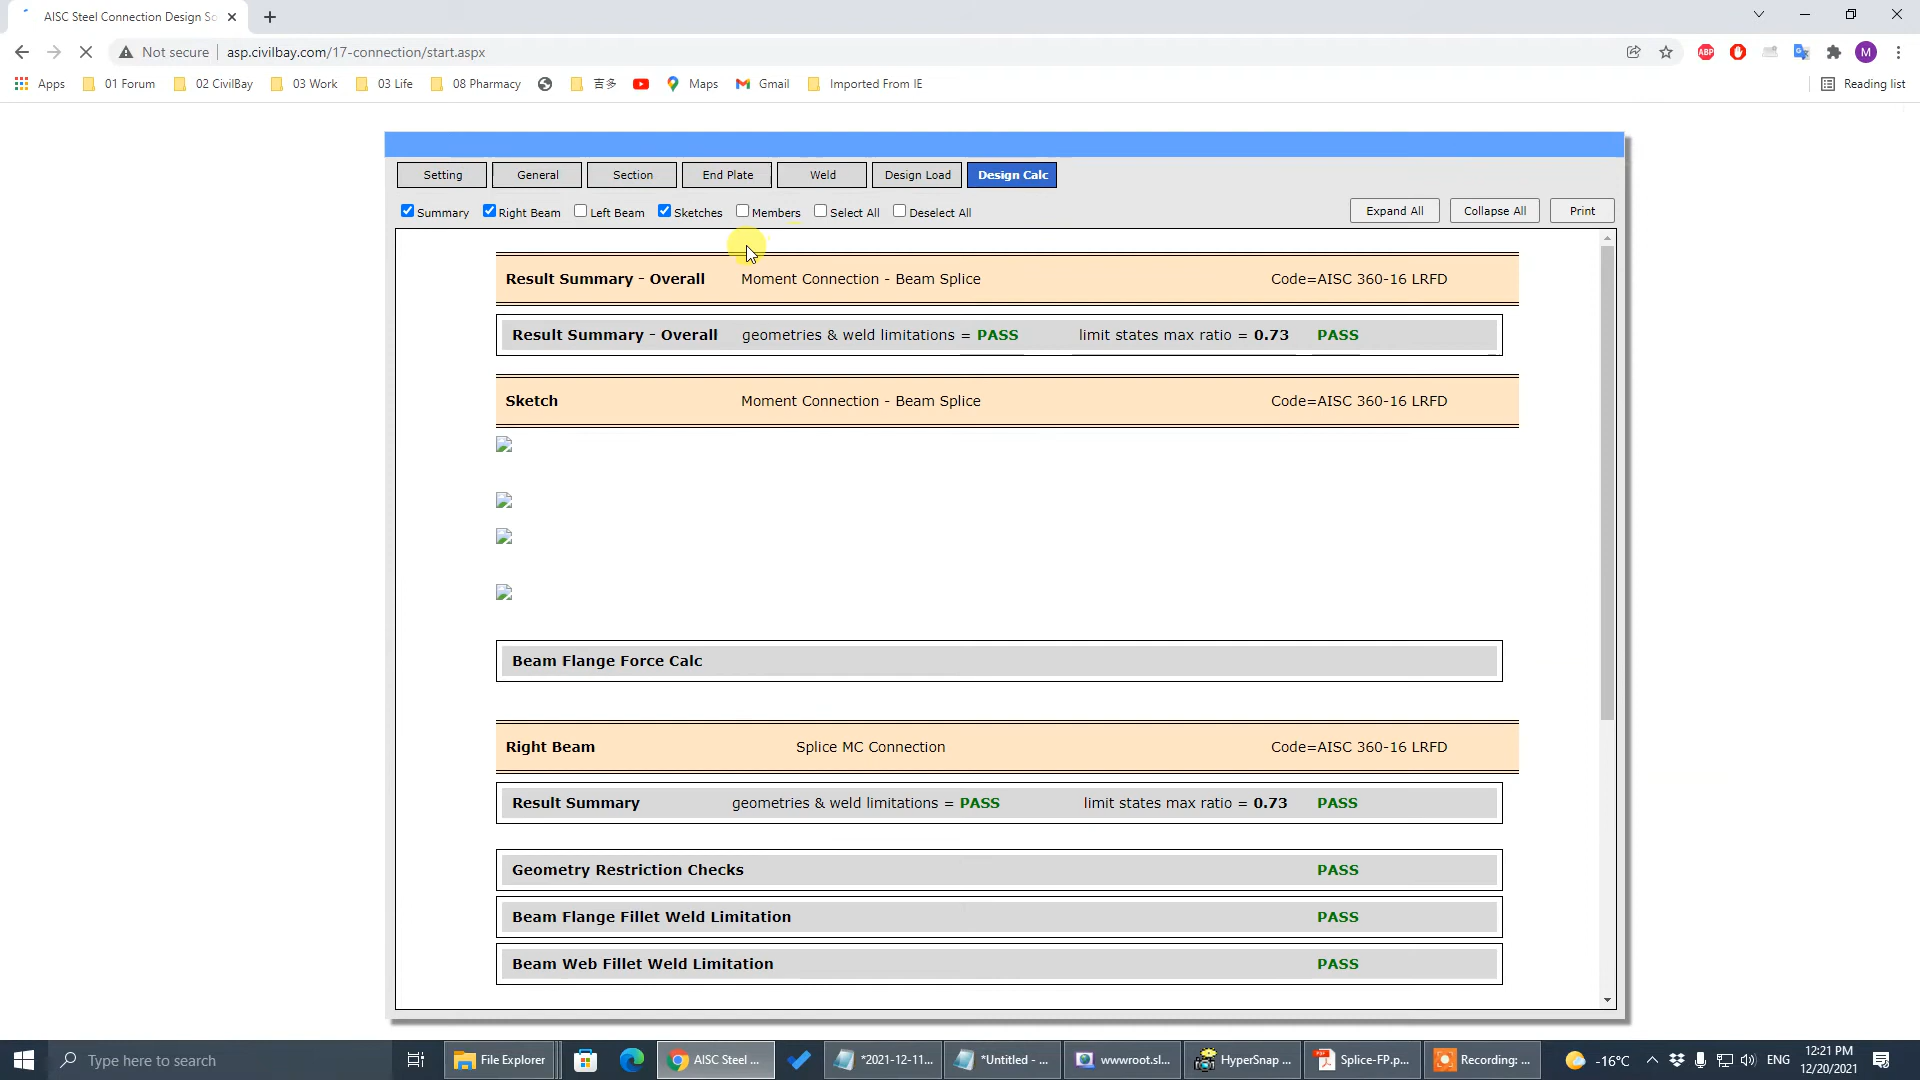 AISC Steel Connection Design So
Not secure asp.civilbay.com/17-connection/start.aspx
ABP M
Apps 01 Forum 02 CivilBay 03 Work 03 Life 08 Pharmacy 吉多 Maps Gmail Imported From IE Reading list
Setting General Section End Plate Weld Design Load Design Calc
Summary Right Beam Left Beam Sketches Members Select All Deselect All Expand All Collapse All Print
Result Summary - Overall Moment Connection - Beam Splice Code=AISC 360-16 LRFD
Result Summary - Overall geometries & weld limitations = PASS limit states max ratio = 0.73 PASS
Sketch Moment Connection - Beam Splice Code=AISC 360-16 LRFD
Beam Flange Force Calc
Right Beam Splice MC Connection Code=AISC 360-16 LRFD
Result Summary geometries & weld limitations = PASS limit states max ratio = 0.73 PASS
Geometry Restriction Checks PASS
Beam Flange Fillet Weld Limitation PASS
Beam Web Fillet Weld Limitation PASS
Type here to search File Explorer AISC Steel ... *2021-12-11... *Untitled - ... wwwroot.sl... HyperSnap ... Splice-FP.p... Recording: ... -16°C ENG 12:21 PM
12/20/2021